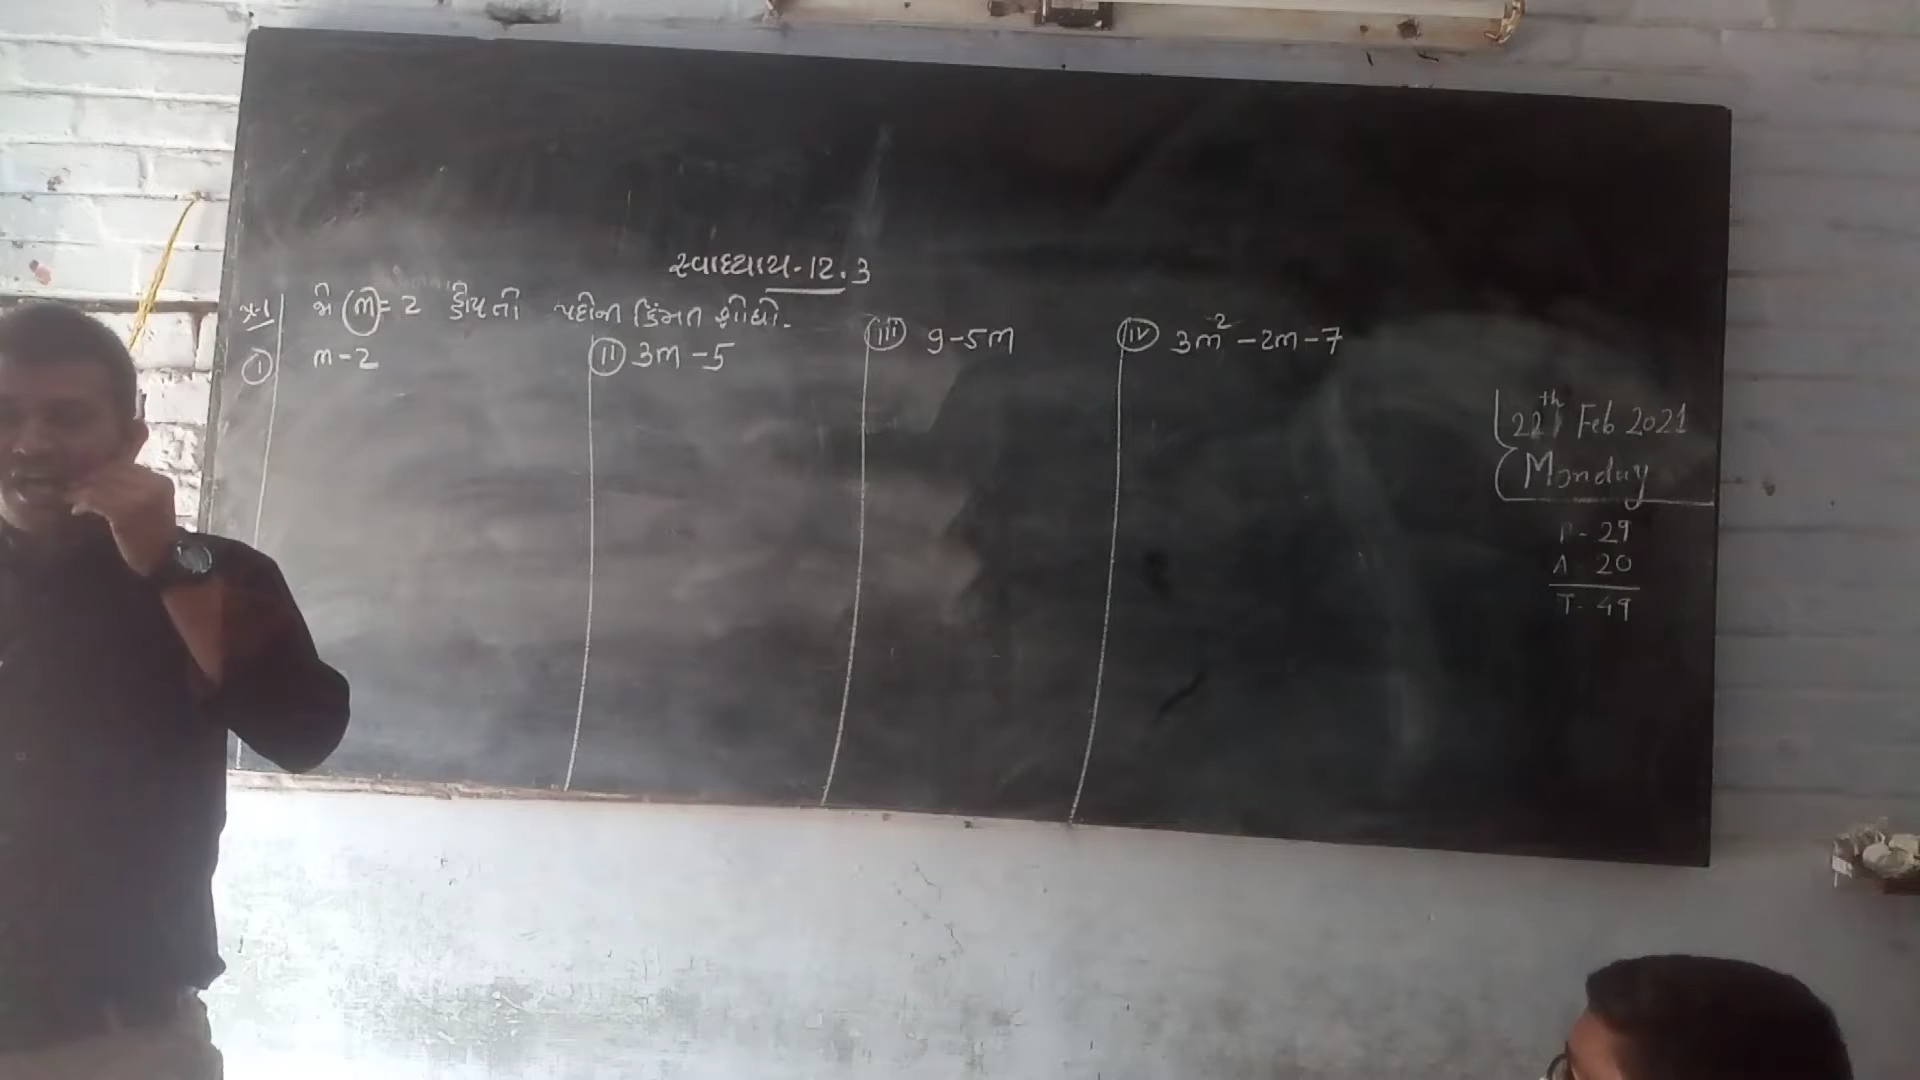 સ્વાધ્યાય-12.3
પ્ર-1 જો m=2 હોય તો પદોની કિંમત શોધો.
i m-2 ii 3m-5 iii 9-5m iv 3m²-2m-7
22th Feb 2021
Monday
P-29
A-20
T-49